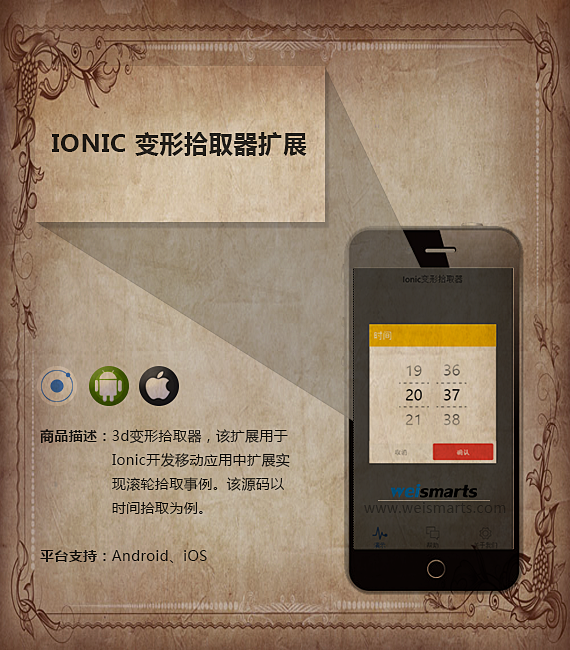 IONIC 变形拾取器扩展
Ionic变形拾取器
时间
19 36
20 37
21 38
取消 确认
weismarts
www.weismarts.com
商品描述：3d变形拾取器，该扩展用于
Ionic开发移动应用中扩展实
现滚轮拾取事例。该源码以
时间拾取为例。
平台支持：Android、iOS